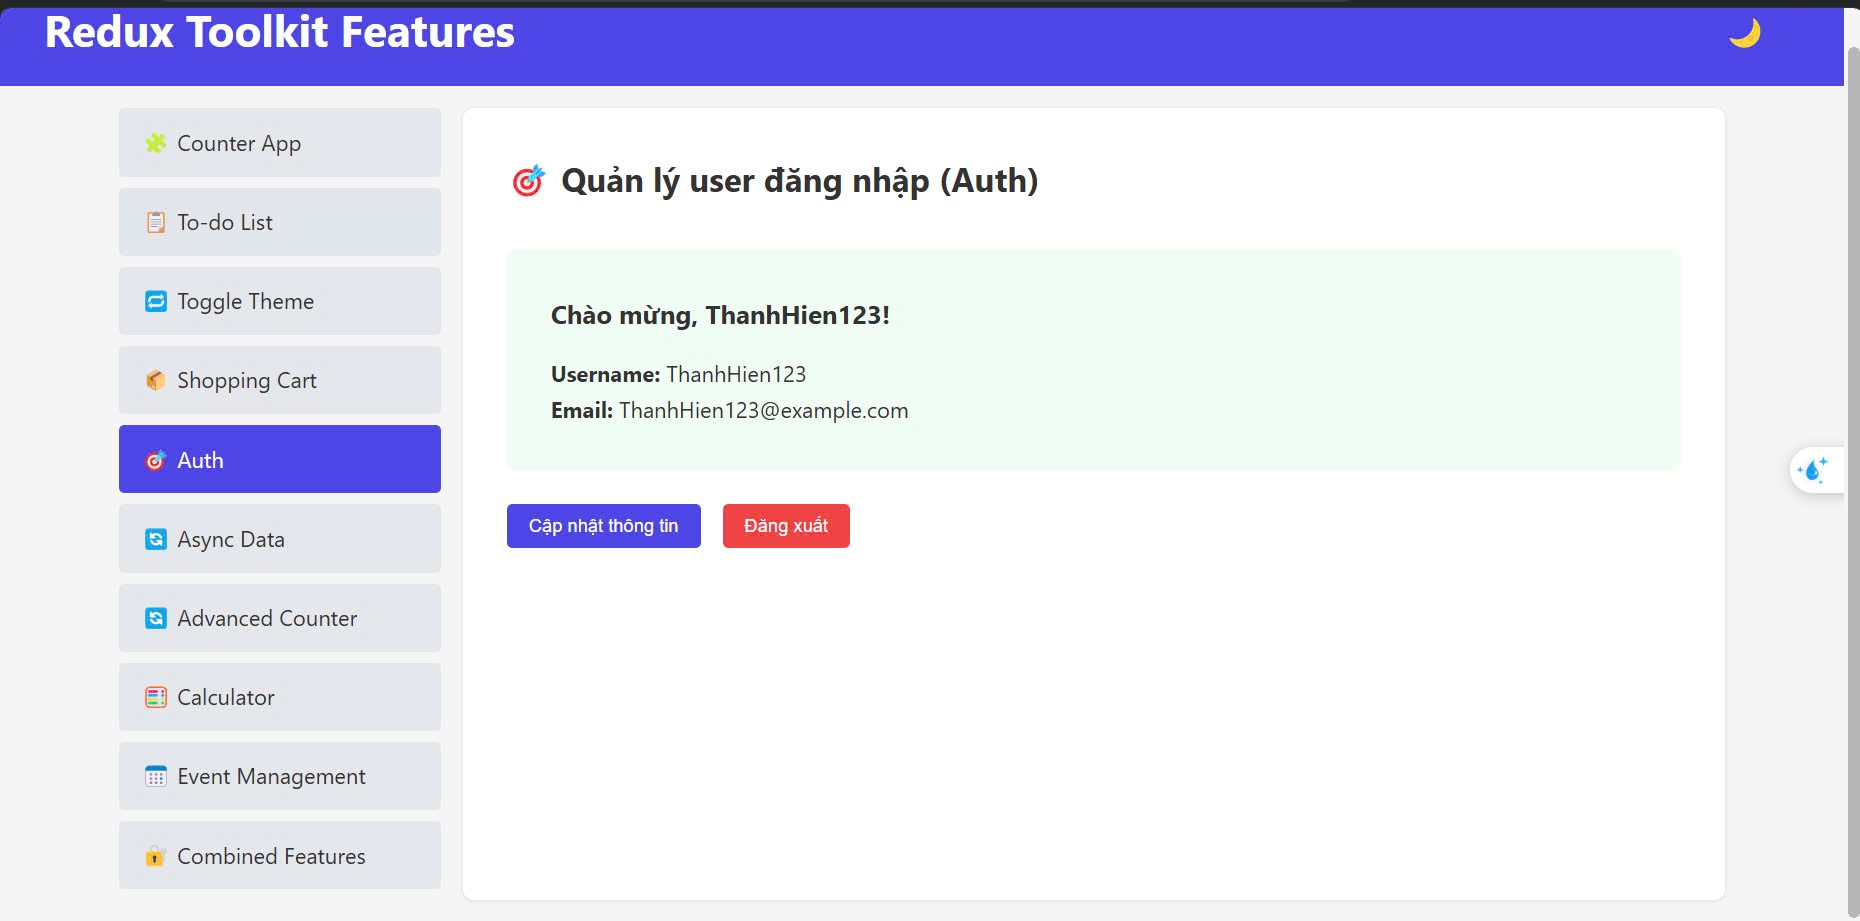 Redux Toolkit Features
Counter App
To-do List
Toggle Theme
Shopping Cart
Auth
Async Data
Advanced Counter
Calculator
Event Management
Combined Features
Quản lý user đăng nhập (Auth)
Chào mừng, ThanhHien123!
Username: ThanhHien123
Email: ThanhHien123@example.com
Cập nhật thông tin
Đăng xuất